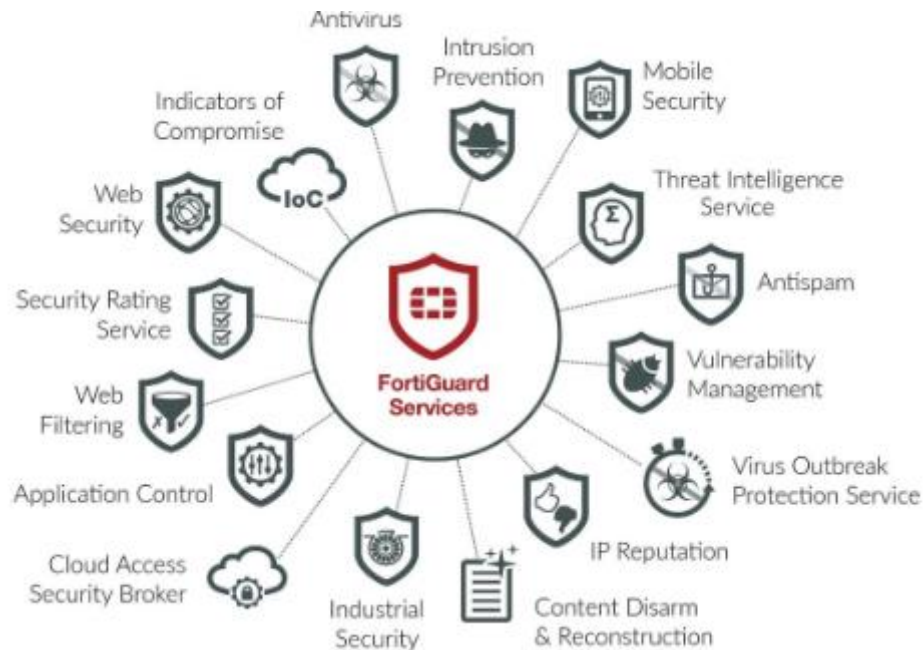 Antivirus
Intrusion
Prevention
Mobile
Security
Indicators of
Compromise
IoC
Threat Intelligence
Service
Web
Security
Σ
Antispam
Security Rating
Service
FortiGuard
Services
Vulnerability
Management
Web
Filtering
Application Control
Virus Outbreak
Protection Service
IP Reputation
Cloud Access
Security Broker
Industrial
Security
Content Disarm
& Reconstruction